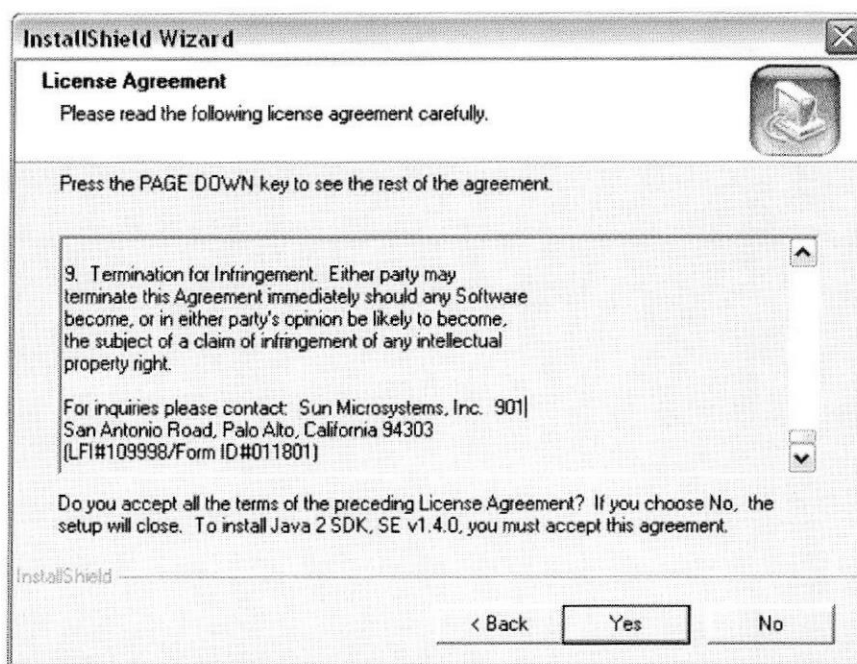 InstallShield Wizard
License Agreement
Please read the following license agreement carefully.
Press the PAGE DOWN key to see the rest of the agreement.
9. Termination for Infringement. Either party may
terminate this Agreement immediately should any Software
become, or in either party's opinion be likely to become,
the subject of a claim of infringement of any intellectual
property right.
For inquiries please contact: Sun Microsystems, Inc. 901
San Antonio Road, Palo Alto, California 94303
(LFI#109998/Form ID#011801)
Do you accept all the terms of the preceding License Agreement? If you choose No, the
setup will close. To install Java 2 SDK, SE v1.4.0, you must accept this agreement.
InstallShield
< Back
Yes
No